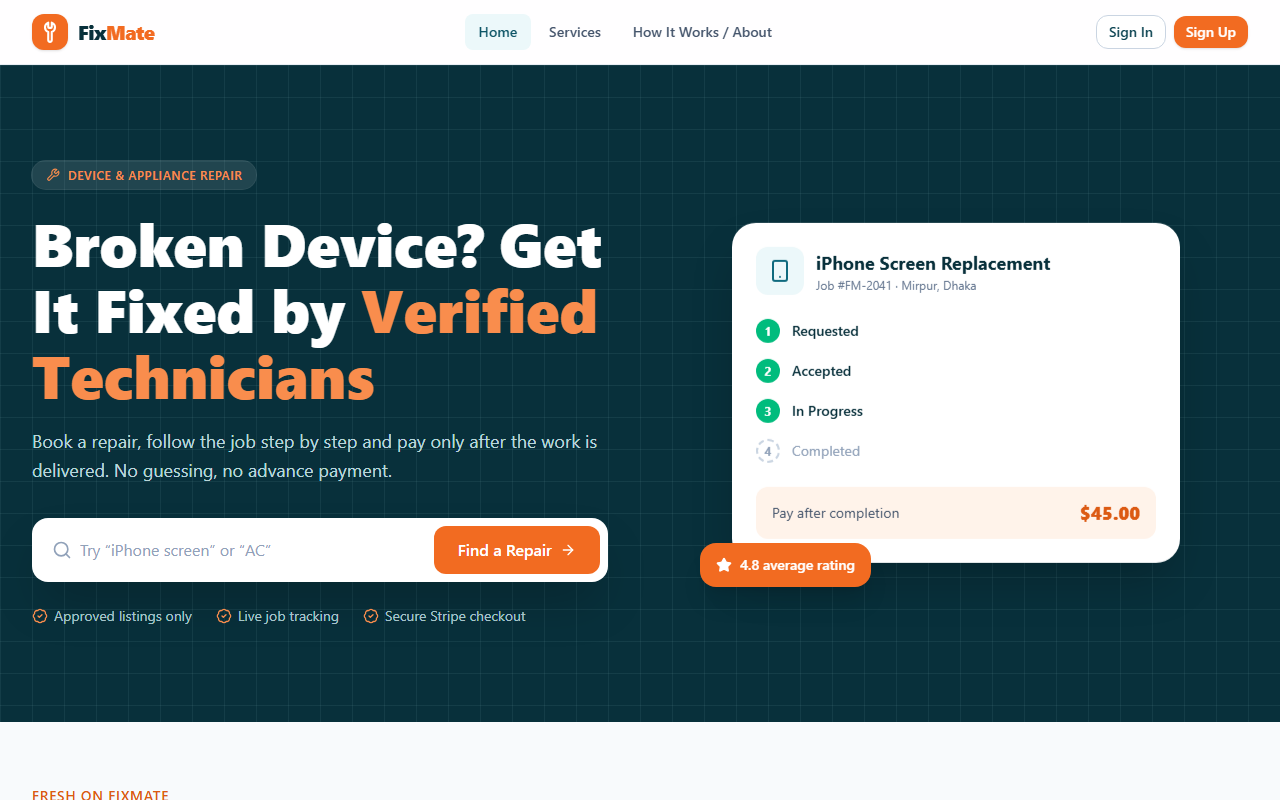 FixMate
Home
Services
How It Works / About
Sign In
Sign Up
DEVICE & APPLIANCE REPAIR
Broken Device? Get
It Fixed by Verified
Technicians
Book a repair, follow the job step by step and pay only after the work is
delivered. No guessing, no advance payment.
Try “iPhone screen” or “AC”
Find a Repair
Approved listings only
Live job tracking
Secure Stripe checkout
iPhone Screen Replacement
Job #FM-2041 · Mirpur, Dhaka
1 Requested
2 Accepted
3 In Progress
4 Completed
Pay after completion $45.00
4.8 average rating
FRESH ON FIXMATE